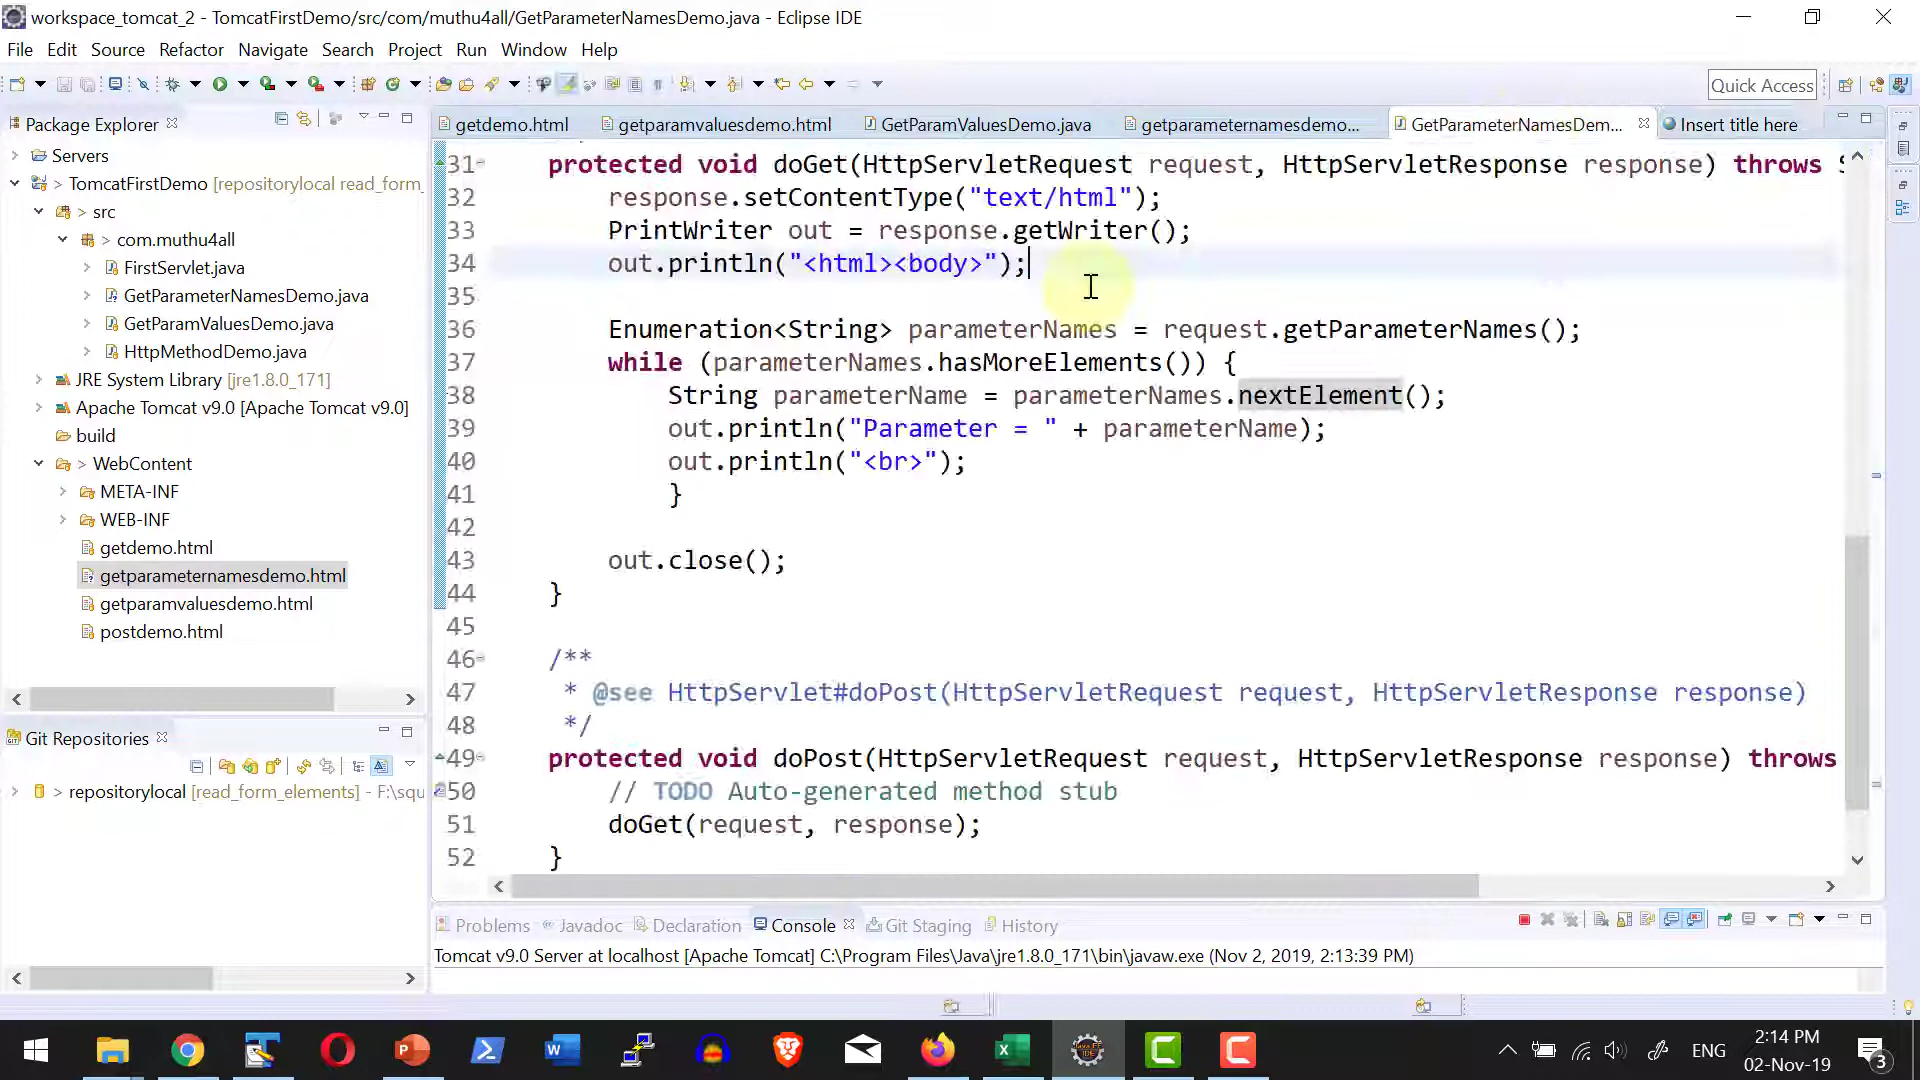 workspace_tomcat_2 - TomcatFirstDemo/src/com/muthu4all/GetParameterNamesDemo.java - Eclipse IDE
File Edit Source Refactor Navigate Search Project Run Window Help
Quick Access
Package Explorer
getdemo.html getparamvaluesdemo.html GetParamValuesDemo.java getparameternamesdemo... GetParameterNamesDem... Insert title here
Servers
> TomcatFirstDemo [repositorylocal read_form_
> src
> com.muthu4all
FirstServlet.java
GetParameterNamesDemo.java
GetParamValuesDemo.java
HttpMethodDemo.java
JRE System Library [jre1.8.0_171]
Apache Tomcat v9.0 [Apache Tomcat v9.0]
build
> WebContent
META-INF
WEB-INF
getdemo.html
getparameternamesdemo.html
getparamvaluesdemo.html
postdemo.html
Git Repositories
> repositorylocal [read_form_elements] - F:\squ
31 protected void doGet(HttpServletRequest request, HttpServletResponse response) throws S
32 response.setContentType("text/html");
33 PrintWriter out = response.getWriter();
34 out.println("<html><body>");
35
36 Enumeration<String> parameterNames = request.getParameterNames();
37 while (parameterNames.hasMoreElements()) {
38 String parameterName = parameterNames.nextElement();
39 out.println("Parameter = " + parameterName);
40 out.println("<br>");
41 }
42
43 out.close();
44 }
45
46 /**
47 * @see HttpServlet#doPost(HttpServletRequest request, HttpServletResponse response)
48 */
49 protected void doPost(HttpServletRequest request, HttpServletResponse response) throws
50 // TODO Auto-generated method stub
51 doGet(request, response);
52 }
Problems Javadoc Declaration Console Git Staging History
Tomcat v9.0 Server at localhost [Apache Tomcat] C:\Program Files\Java\jre1.8.0_171\bin\javaw.exe (Nov 2, 2019, 2:13:39 PM)
ENG
2:14 PM
02-Nov-19
3